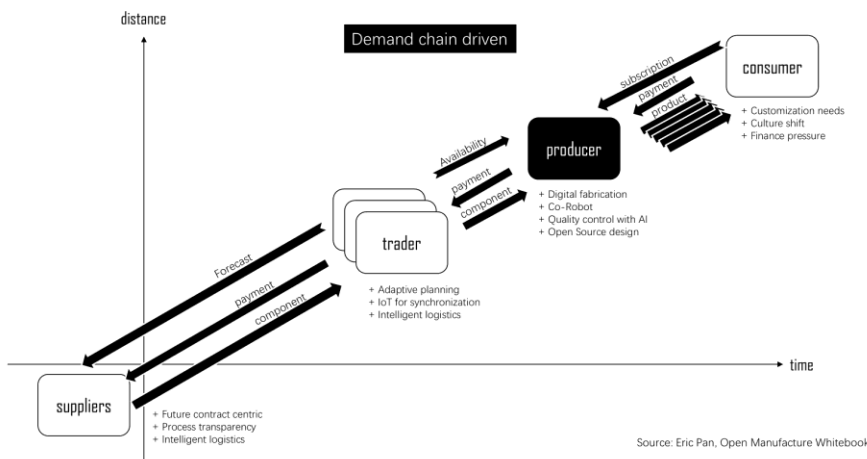 distance
Demand chain driven
subscription
payment
product
consumer
+ Customization needs
+ Culture shift
+ Finance pressure
Availability
payment
component
producer
+ Digital fabrication
+ Co-Robot
+ Quality control with AI
+ Open Source design
Forecast
payment
component
trader
+ Adaptive planning
+ IoT for synchronization
+ Intelligent logistics
time
suppliers
+ Future contract centric
+ Process transparency
+ Intelligent logistics
Source: Eric Pan, Open Manufacture Whitebook